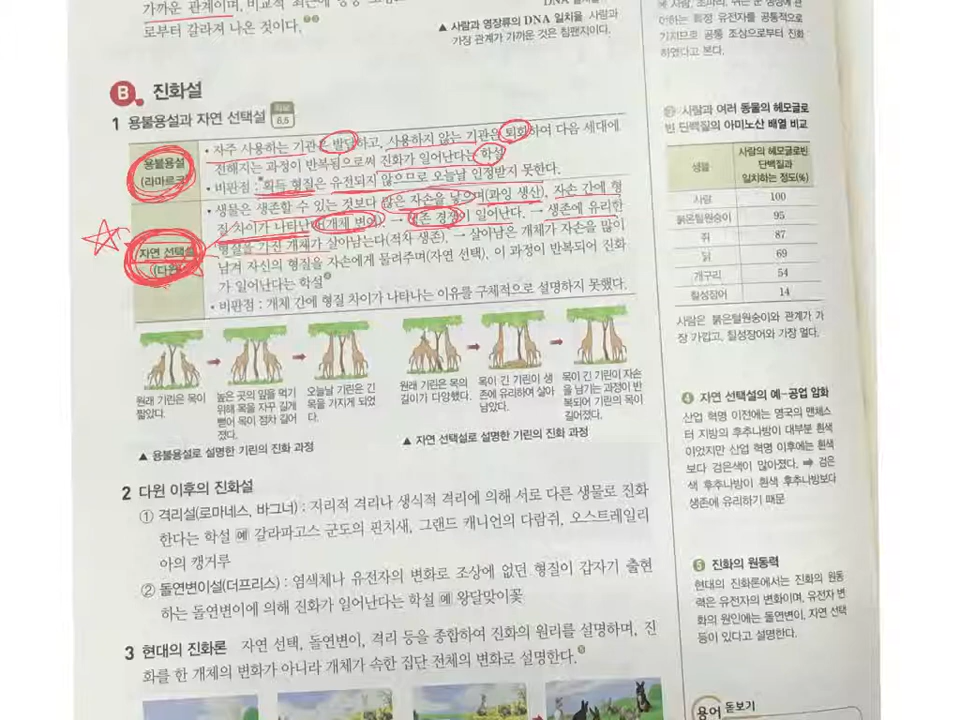 가까운 관계이며, 비교적 최근에
로부터 갈라져 나온 것이다.
▲ 사람과 영장류의 DNA 일치율 사람과
가장 관계가 가까운 것은 침팬지이다.
B 진화설
1 용불용설과 자연 선택설
용불용설
(라마르크)
• 자주 사용하는 기관은 발달하고, 사용하지 않는 기관은 퇴화하여 다음 세대에
전해지는 과정이 반복됨으로써 진화가 일어난다는 학설
• 비판점 : 획득 형질은 유전되지 않으므로 오늘날 인정받지 못한다.
자연 선택설
(다윈)
• 생물은 생존할 수 있는 것보다 많은 자손을 낳으며(과잉 생산), 자손 간에 형
질 차이가 나타난다(개체 변이). → 생존 경쟁이 일어난다. → 생존에 유리한
형질을 가진 개체가 살아남는다(적자 생존). → 살아남은 개체가 자손을 많이
남겨 자신의 형질을 자손에게 물려주며(자연 선택), 이 과정이 반복되어 진화
가 일어난다는 학설④
• 비판점 : 개체 간에 형질 차이가 나타나는 이유를 구체적으로 설명하지 못했다.
원래 기린은 목이
짧았다.
높은 곳의 잎을 먹기
위해 목을 자꾸 길게
뻗어 목이 점차 길어
졌다.
오늘날 기린은 긴
목을 가지게 되었
다.
▲ 용불용설로 설명한 기린의 진화 과정
원래 기린은 목의
길이가 다양했다.
목이 긴 기린이 생
존에 유리하여 살아
남았다.
목이 긴 기린이 자손
을 남기는 과정이 반
복되어 기린의 목이
길어졌다.
▲ 자연 선택설로 설명한 기린의 진화 과정
2 다윈 이후의 진화설
① 격리설(로마네스, 바그너) : 지리적 격리나 생식적 격리에 의해 서로 다른 생물로 진화
한다는 학설 예 갈라파고스 군도의 핀치새, 그랜드 캐니언의 다람쥐, 오스트레일리
아의 캥거루
② 돌연변이설(더프리스) : 염색체나 유전자의 변화로 조상에 없던 형질이 갑자기 출현
하는 돌연변이에 의해 진화가 일어난다는 학설 예 왕달맞이꽃
3 현대의 진화론 자연 선택, 돌연변이, 격리 등을 종합하여 진화의 원리를 설명하며, 진
화를 한 개체의 변화가 아니라 개체가 속한 집단 전체의 변화로 설명한다.⑤
어하는 화정 유전자를 공통적으로
가지므로 공통 조상으로부터 진화
하였다고 본다.
사람과 여러 동물의 헤모글로
빈 단백질의 아미노산 배열 비교
생물 사람의 헤모글로빈 단백질과 일치하는 정도(%)
사람 100
붉은털원숭이 95
쥐 87
닭 69
개구리 54
칠성장어 14
사람은 붉은털원숭이와 관계가 가
장 가깝고, 칠성장어와 가장 멀다.
④ 자연 선택설의 예-공업 암화
산업 혁명 이전에는 영국의 맨체스
터 지방의 후추나방이 대부분 흰색
이었지만 산업 혁명 이후에는 흰색
보다 검은색이 많아졌다. ➡ 검은
색 후추나방이 흰색 후추나방보다
생존에 유리하기 때문
⑤ 진화의 원동력
현대의 진화론에서는 진화의 원동
력은 유전자의 변화이며, 유전자 변
화의 원인에는 돌연변이, 자연 선택
등이 있다고 설명한다.
용어 돋보기